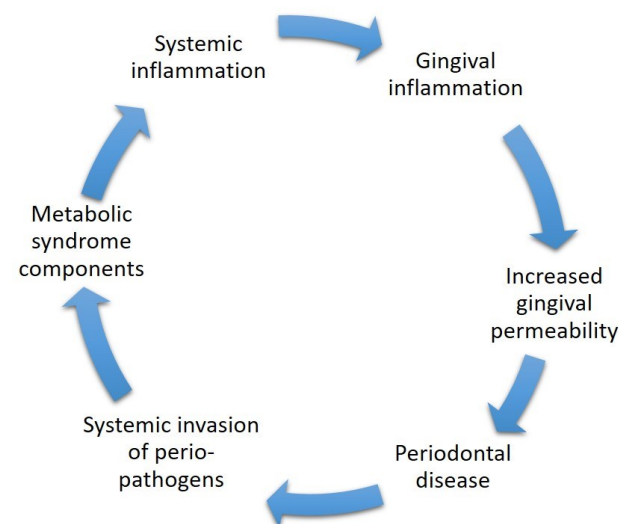 Systemic
inflammation
Gingival
inflammation
Increased
gingival
permeability
Periodontal
disease
Systemic invasion
of perio-
pathogens
Metabolic
syndrome
components